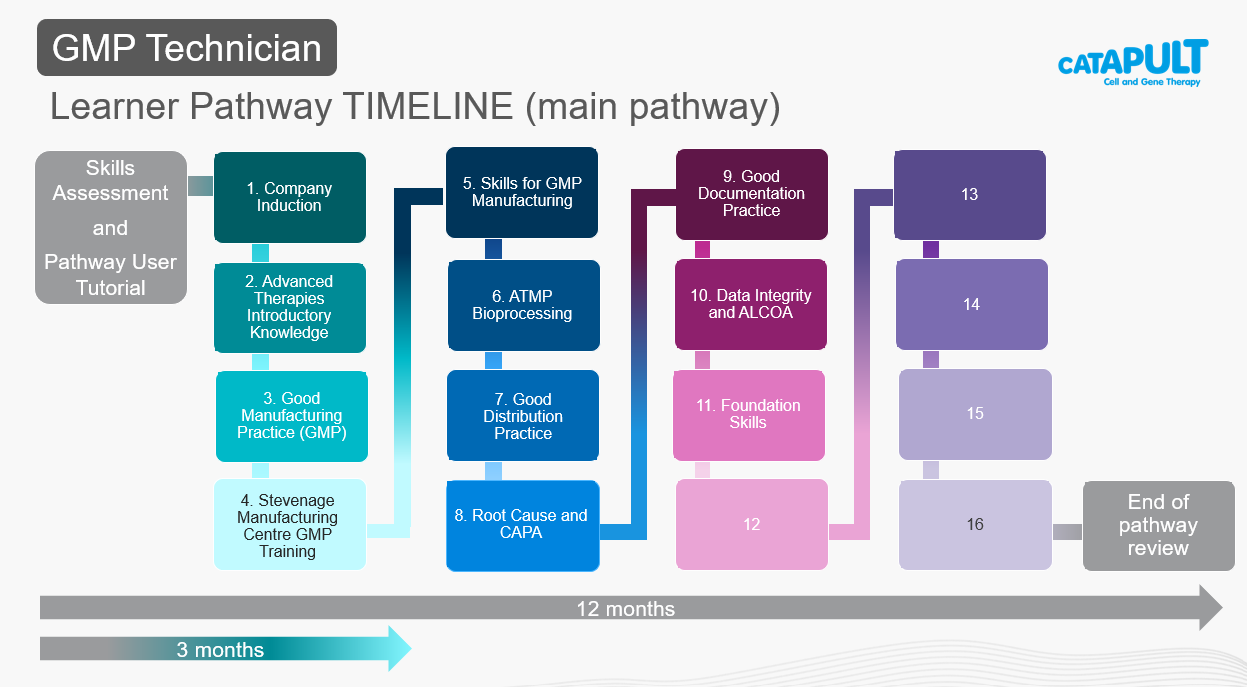 GMP Technician
CATAPULT
Cell and Gene Therapy
Learner Pathway TIMELINE (main pathway)
Skills
Assessment
and
Pathway User
Tutorial
1. Company
Induction
2. Advanced
Therapies
Introductory
Knowledge
3. Good
Manufacturing
Practice (GMP)
4. Stevenage
Manufacturing
Centre GMP
Training
5. Skills for GMP
Manufacturing
6. ATMP
Bioprocessing
7. Good
Distribution
Practice
8. Root Cause and
CAPA
9. Good
Documentation
Practice
10. Data Integrity
and ALCOA
11. Foundation
Skills
12
13
14
15
16
End of
pathway
review
12 months
3 months